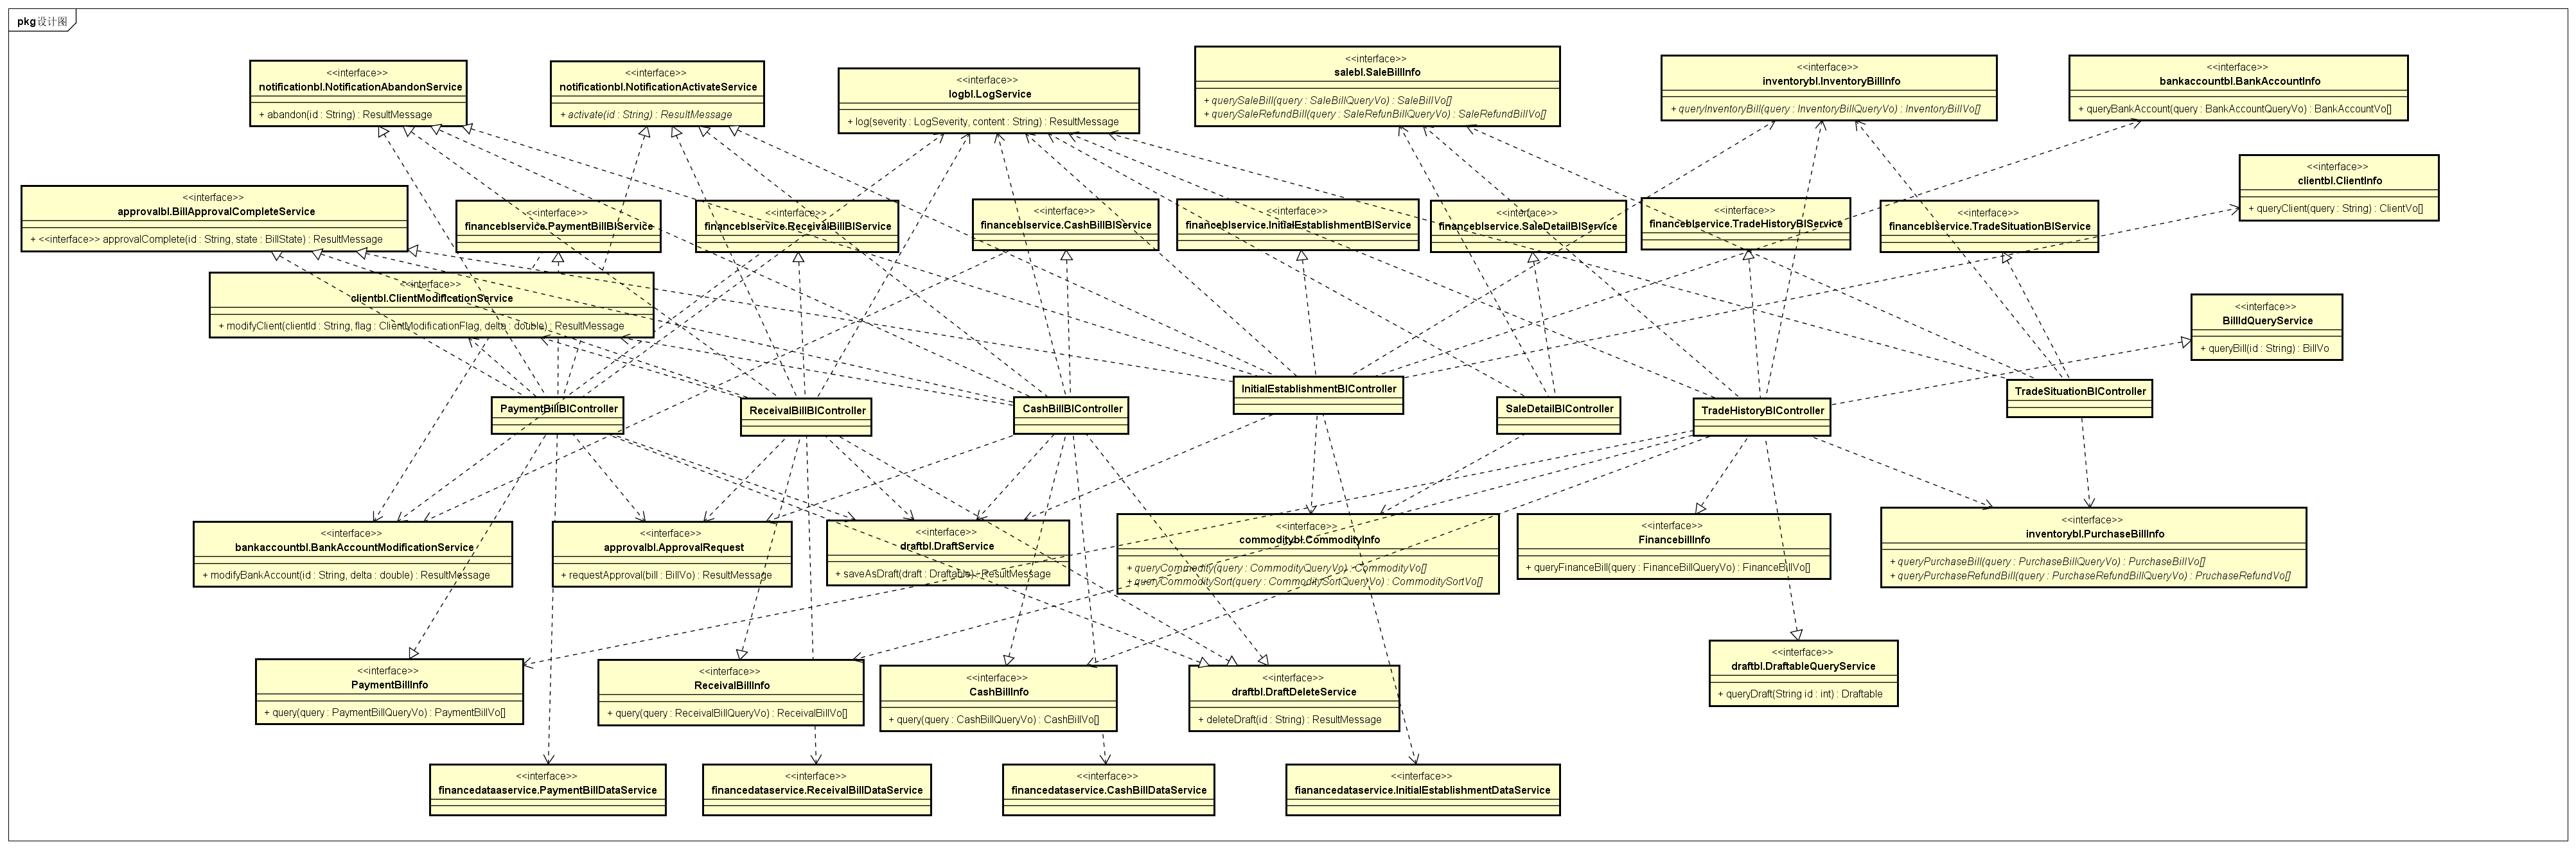 pkg 设计图
<<interface>>
notificationbl.NotificationAbandonService
+ abandon(id : String) : ResultMessage
<<interface>>
notificationbl.NotificationActivateService
+ activate(id : String) : ResultMessage
<<interface>>
logbl.LogService
+ log(severity : LogSeverity, content : String) : ResultMessage
<<interface>>
salebl.SaleBillInfo
+ querySaleBill(query : SaleBillQueryVo) : SaleBillVo[]
+ querySaleRefundBill(query : SaleRefunBillQueryVo) : SaleRefundBillVo[]
<<interface>>
inventorybl.InventoryBillInfo
+ queryInventoryBill(query : InventoryBillQueryVo) : InventoryBillVo[]
<<interface>>
bankaccountbl.BankAccountInfo
+ queryBankAccount(query : BankAccountQueryVo) : BankAccountVo[]
<<interface>>
clientbl.ClientInfo
+ queryClient(query : String) : ClientVo[]
<<interface>>
approvalbl.BillApprovalCompleteService
+ <<interface>> approvalComplete(id : String, state : BillState) : ResultMessage
<<interface>>
financeblservice.PaymentBillBlService
<<interface>>
financeblservice.ReceivalBillBlService
<<interface>>
financeblservice.CashBillBlService
<<interface>>
financeblservice.InitialEstablishmentBlService
<<interface>>
financeblservice.SaleDetailBlService
<<interface>>
financeblservice.TradeHistoryBlService
<<interface>>
financeblservice.TradeSituationBlService
<<interface>>
clientbl.ClientModificationService
+ modifyClient(clientId : String, flag : ClientModificationFlag, delta : double) : ResultMessage
<<interface>>
BillIdQueryService
+ queryBill(id : String) : BillVo
PaymentBillBlController
ReceivalBillBlController
CashBillBlController
InitialEstablishmentBlController
SaleDetailBlController
TradeHistoryBlController
TradeSituationBlController
<<interface>>
bankaccountbl.BankAccountModificationService
+ modifyBankAccount(id : String, delta : double) : ResultMessage
<<interface>>
approvalbl.ApprovalRequest
+ requestApproval(bill : BillVo) : ResultMessage
<<interface>>
draftbl.DraftService
+ saveAsDraft(draft : Draftable) : ResultMessage
<<interface>>
commoditybl.CommodityInfo
+ queryCommodity(query : CommodityQueryVo) : CommodityVo[]
+ queryCommoditySort(query : CommoditySortQueryVo) : CommoditySortVo[]
<<interface>>
FinancebillInfo
+ queryFinanceBill(query : FinanceBillQueryVo) : FinanceBillVo[]
<<interface>>
inventorybl.PurchaseBillInfo
+ queryPurchaseBill(query : PurchaseBillQueryVo) : PurchaseBillVo[]
+ queryPurchaseRefundBill(query : PurchaseRefundBillQueryVo) : PruchaseRefundVo[]
<<interface>>
PaymentBillInfo
+ query(query : PaymentBillQueryVo) : PaymentBillVo[]
<<interface>>
ReceivalBillInfo
+ query(query : ReceivalBillQueryVo) : ReceivalBillVo[]
<<interface>>
CashBillInfo
+ query(query : CashBillQueryVo) : CashBillVo[]
<<interface>>
draftbl.DraftDeleteService
+ deleteDraft(id : String) : ResultMessage
<<interface>>
draftbl.DraftableQueryService
+ queryDraft(String id : int) : Draftable
<<interface>>
financedataaservice.PaymentBillDataService
<<interface>>
financedataservice.ReceivalBillDataService
<<interface>>
financedataservice.CashBillDataService
<<interface>>
fianancedataservice.InitialEstablishmentDataService